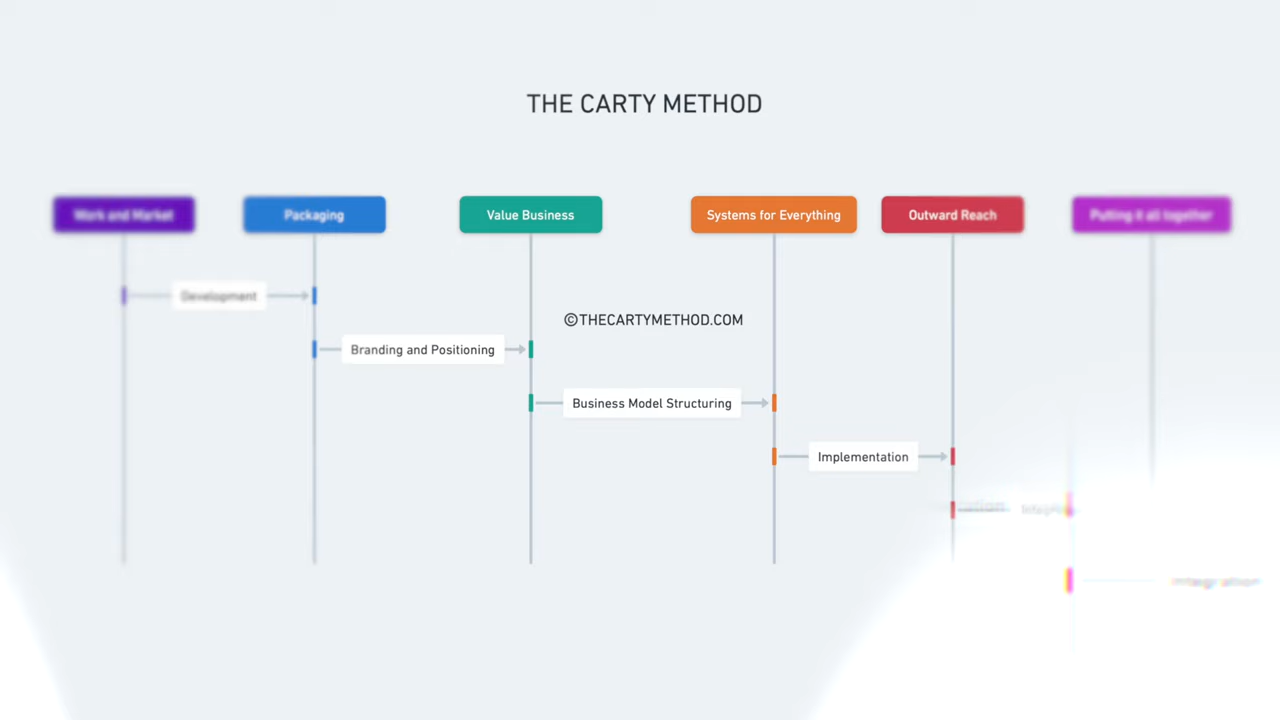 THE CARTY METHOD
Work and Market
Packaging
Value Business
Systems for Everything
Outward Reach
Putting it all together
Development
©THECARTYMETHOD.COM
Branding and Positioning
Business Model Structuring
Implementation
Integration